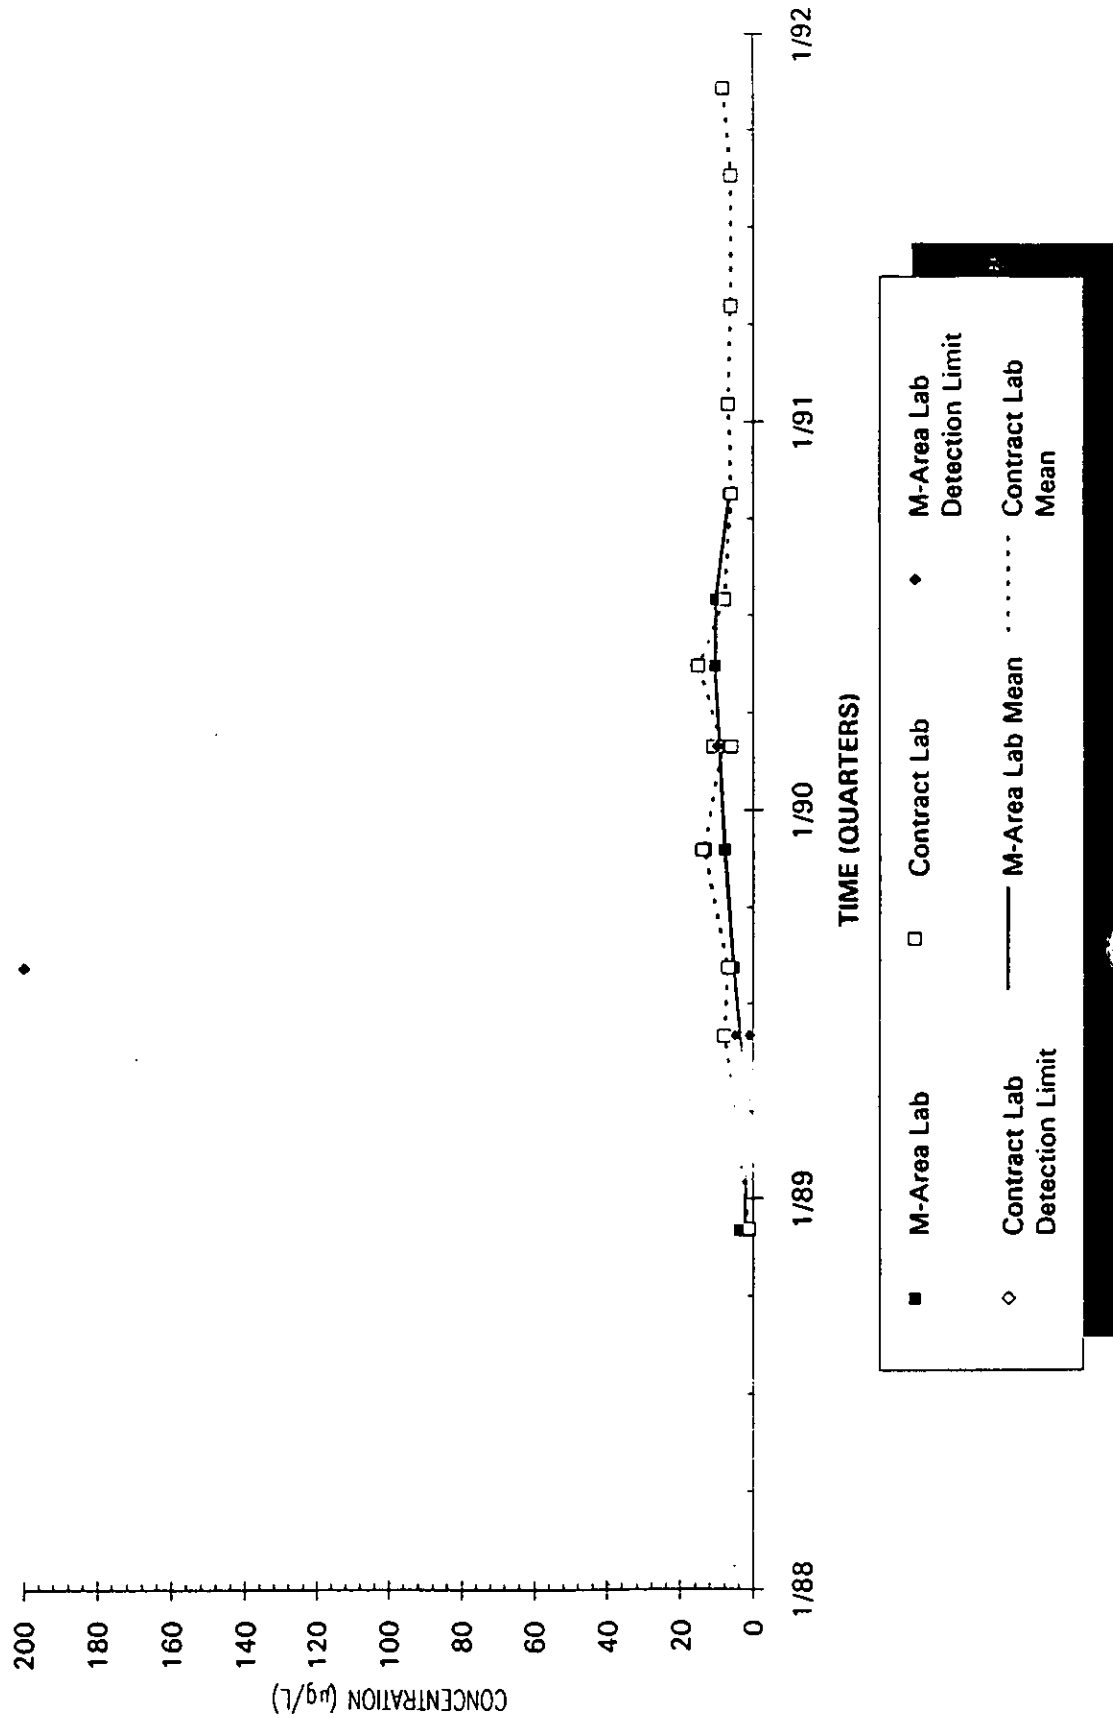 CONCENTRATION (µg/L)
200
180
160
140
120
100
80
60
40
20
0
1/88
1/89
1/90
1/91
1/92
TIME (QUARTERS)
M-Area Lab
Contract Lab
M-Area Lab
Detection Limit
Contract Lab
Detection Limit
M-Area Lab Mean
Contract Lab
Mean